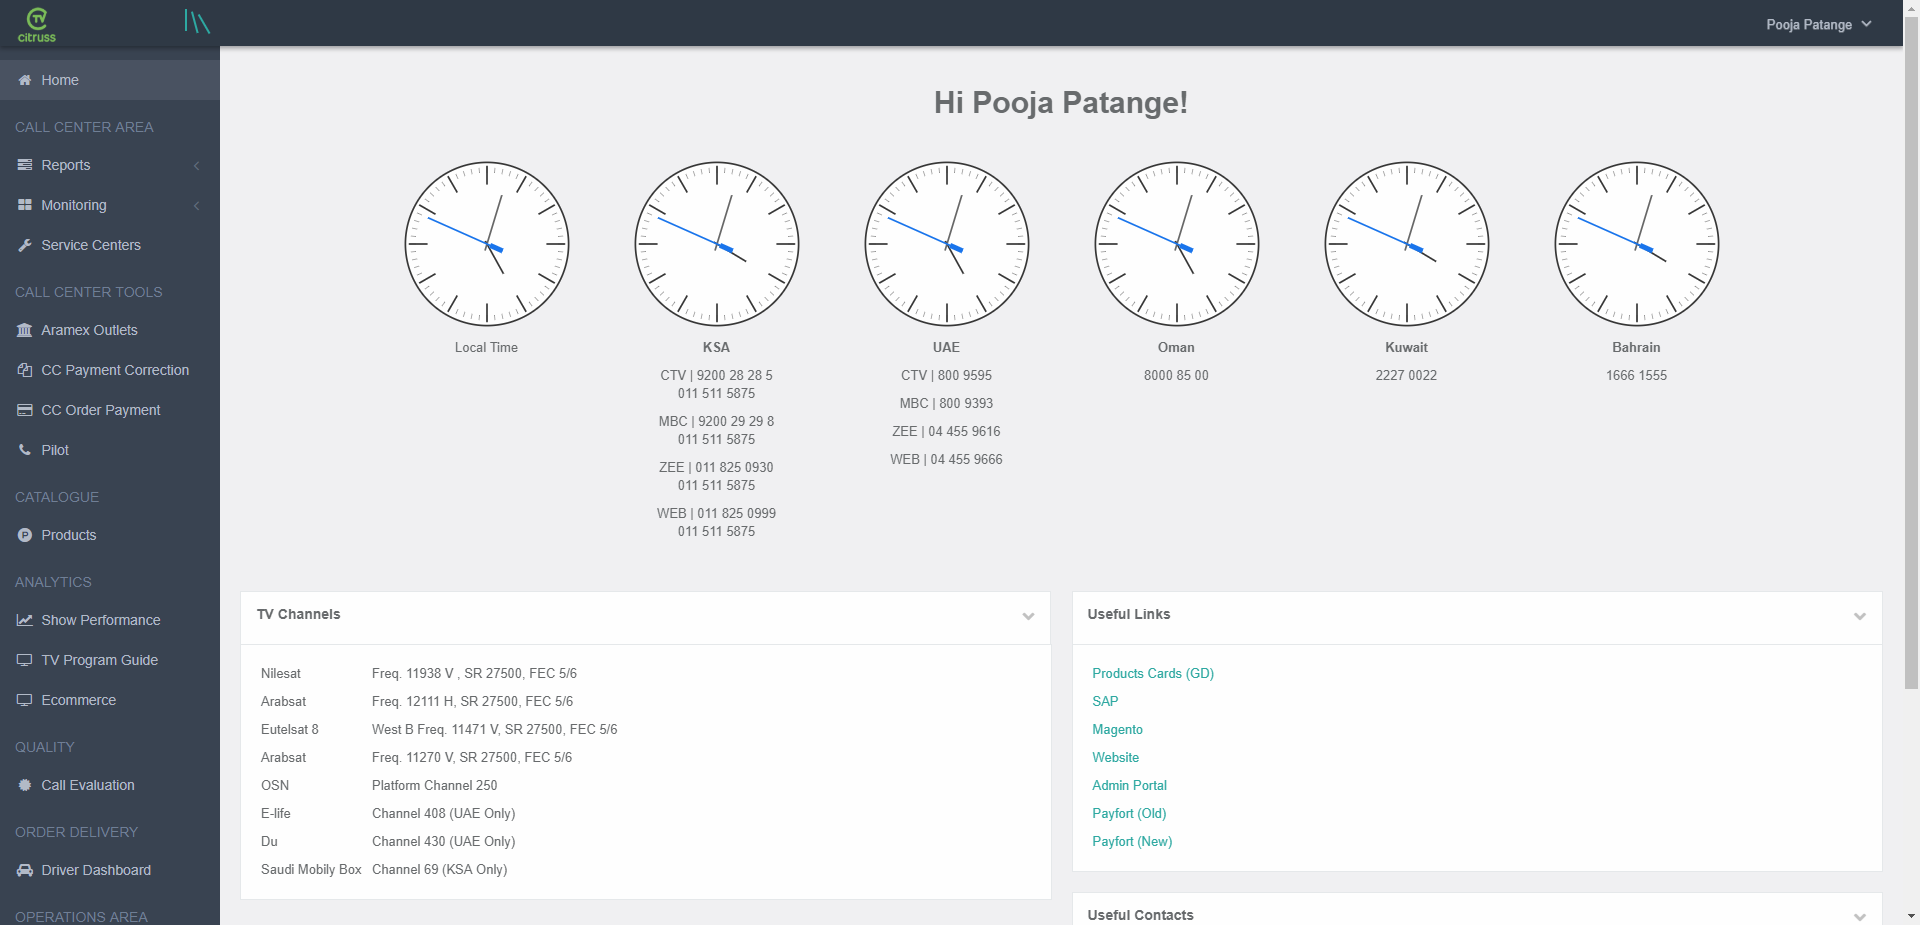 TV
citruss
Pooja Patange
Home
CALL CENTER AREA
Reports
Monitoring
Service Centers
CALL CENTER TOOLS
Aramex Outlets
CC Payment Correction
CC Order Payment
Pilot
CATALOGUE
P Products
ANALYTICS
Show Performance
TV Program Guide
Ecommerce
QUALITY
Call Evaluation
ORDER DELIVERY
Driver Dashboard
OPERATIONS AREA
Hi Pooja Patange!
Local Time
KSA
CTV | 9200 28 28 5
011 511 5875
MBC | 9200 29 29 8
011 511 5875
ZEE | 011 825 0930
011 511 5875
WEB | 011 825 0999
011 511 5875
UAE
CTV | 800 9595
MBC | 800 9393
ZEE | 04 455 9616
WEB | 04 455 9666
Oman
8000 85 00
Kuwait
2227 0022
Bahrain
1666 1555
TV Channels
Nilesat Freq. 11938 V , SR 27500, FEC 5/6
Arabsat Freq. 12111 H, SR 27500, FEC 5/6
Eutelsat 8 West B Freq. 11471 V, SR 27500, FEC 5/6
Arabsat Freq. 11270 V, SR 27500, FEC 5/6
OSN Platform Channel 250
E-life Channel 408 (UAE Only)
Du Channel 430 (UAE Only)
Saudi Mobily Box Channel 69 (KSA Only)
Useful Links
Products Cards (GD)
SAP
Magento
Website
Admin Portal
Payfort (Old)
Payfort (New)
Useful Contacts